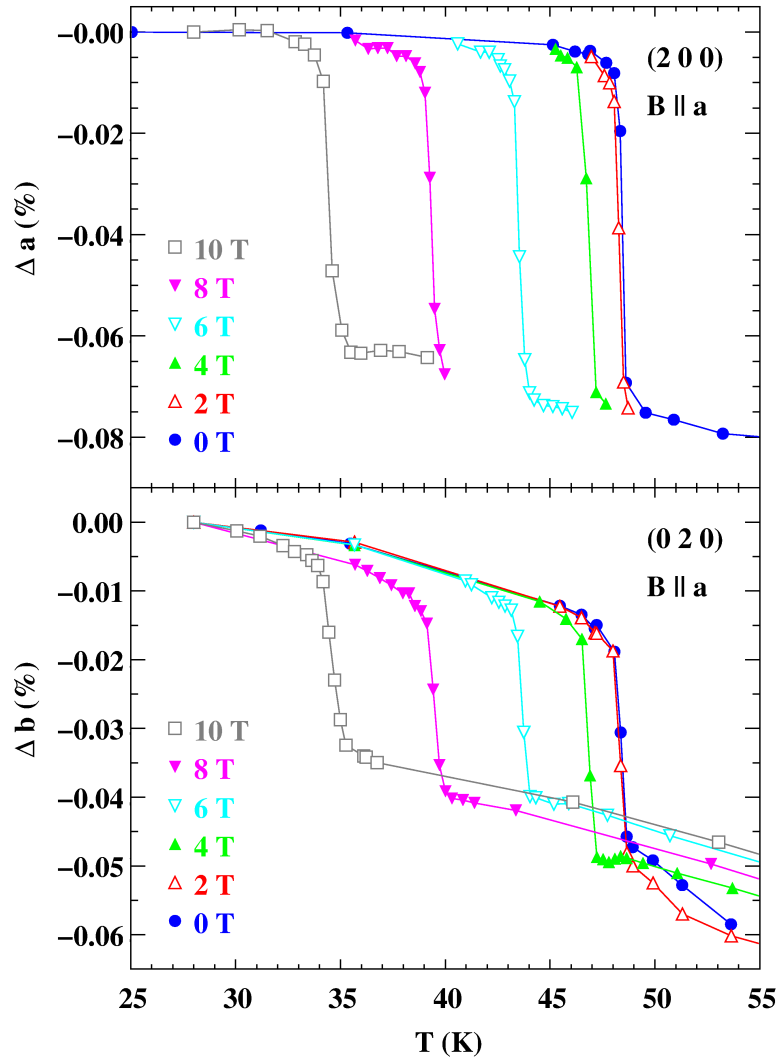 −0.00
−0.02
−0.04
−0.06
−0.08
Δ a (%)
(2 0 0)
B || a
10 T
8 T
6 T
4 T
2 T
0 T
0.00
−0.01
−0.02
−0.03
−0.04
−0.05
−0.06
Δ b (%)
(0 2 0)
B || a
10 T
8 T
6 T
4 T
2 T
0 T
25 30 35 40 45 50 55
T (K)